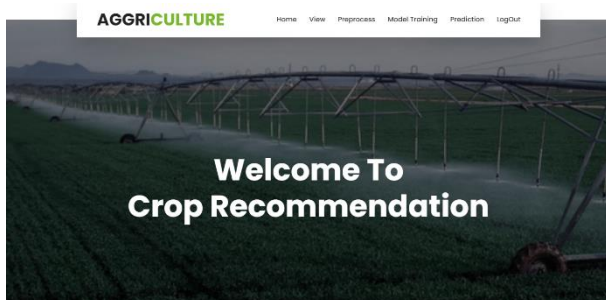 AGGRICULTURE
Home View Preprocess Model Training Prediction LogOut
Welcome To
Crop Recommendation